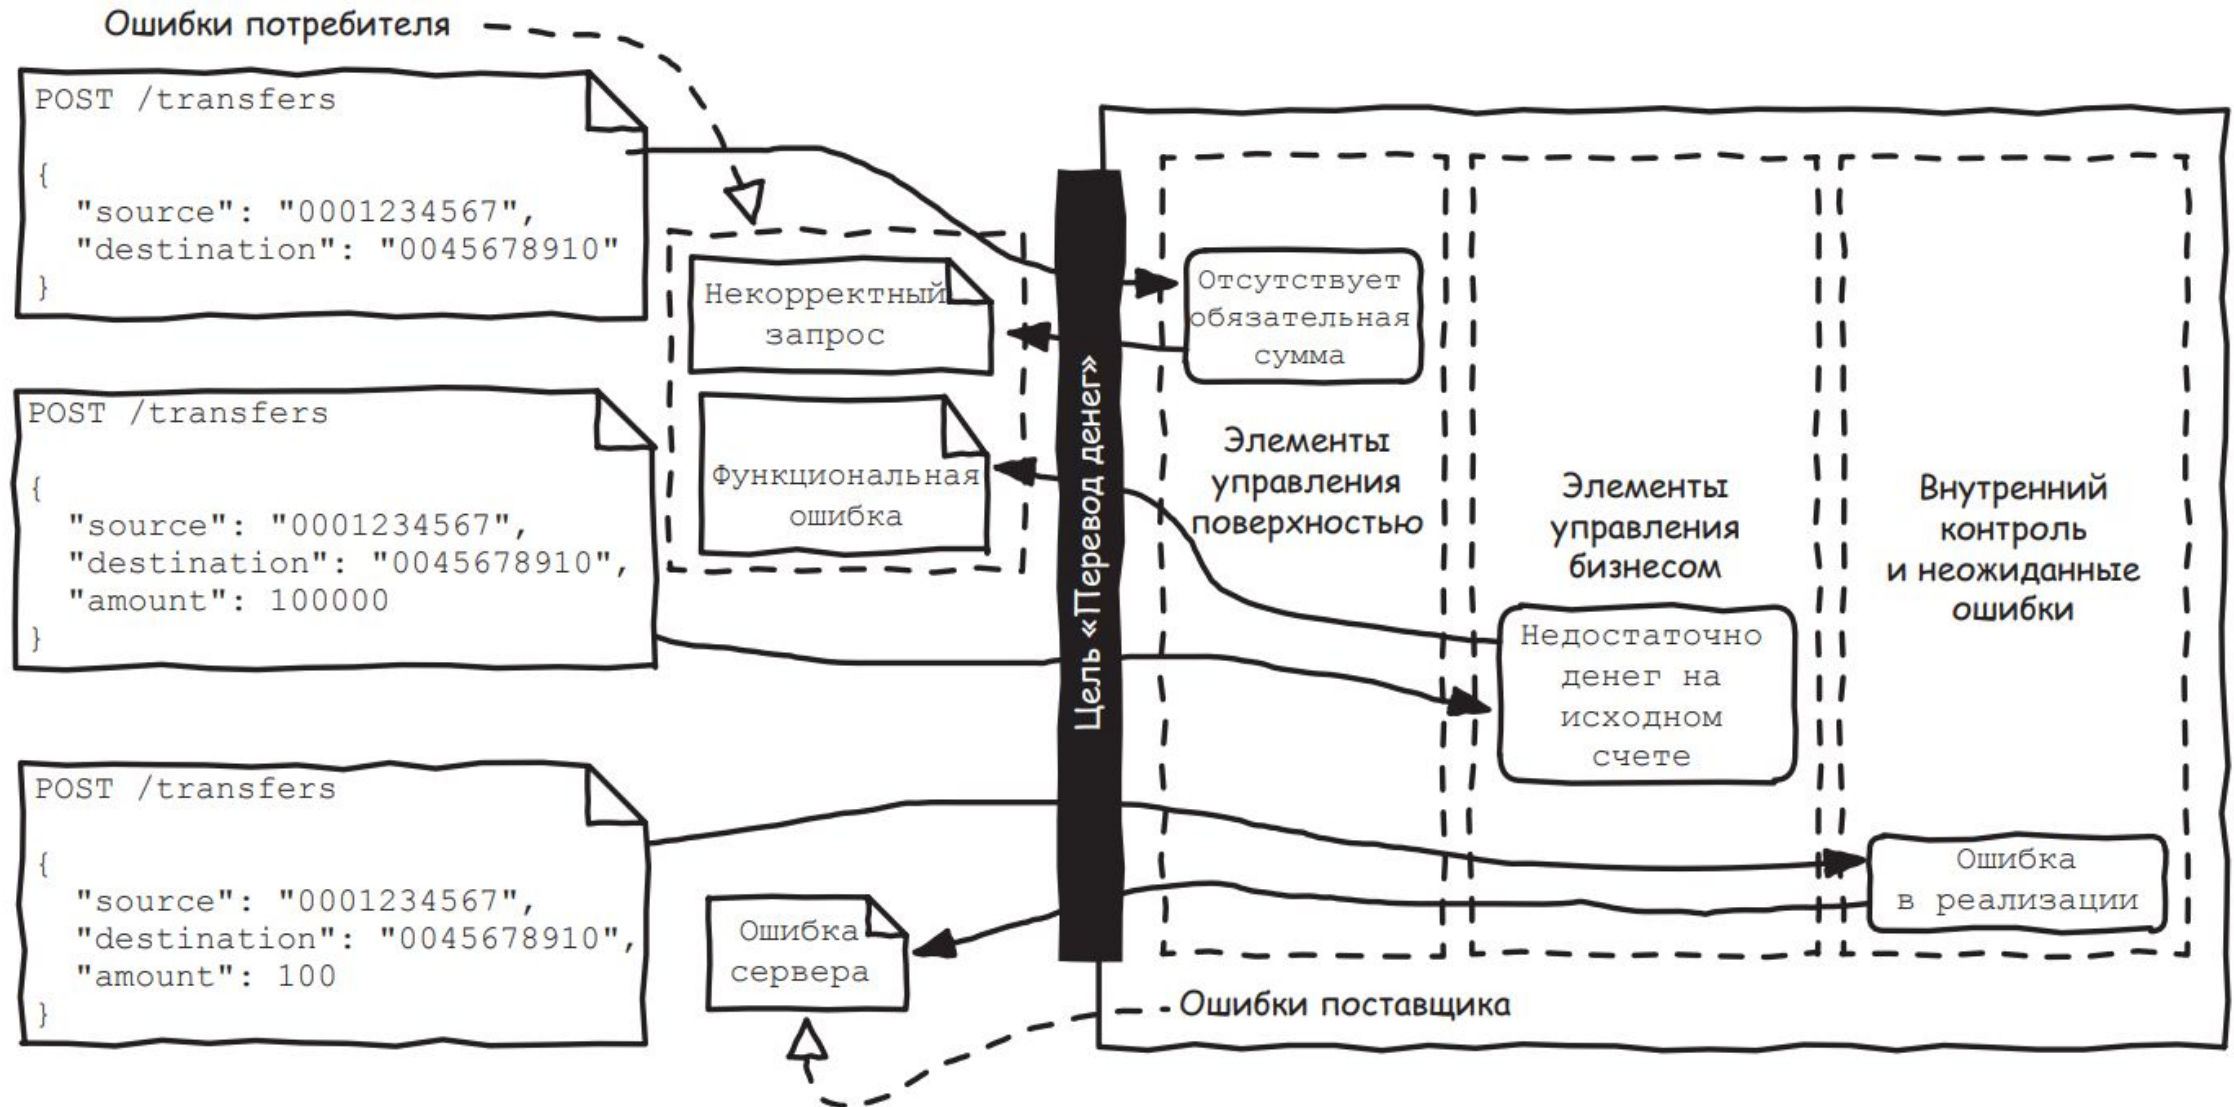 Ошибки потребителя
POST /transfers
{
"source": "0001234567",
"destination": "0045678910"
}
Некорректный
запрос
Функциональная
ошибка
POST /transfers
{
"source": "0001234567",
"destination": "0045678910",
"amount": 100000
}
POST /transfers
{
"source": "0001234567",
"destination": "0045678910",
"amount": 100
}
Ошибка
сервера
Цель «Перевод денег»
Отсутствует
обязательная
сумма
Элементы
управления
поверхностью
Элементы
управления
бизнесом
Недостаточно
денег на
исходном
счете
Внутренний
контроль
и неожиданные
ошибки
Ошибка
в реализации
Ошибки поставщика